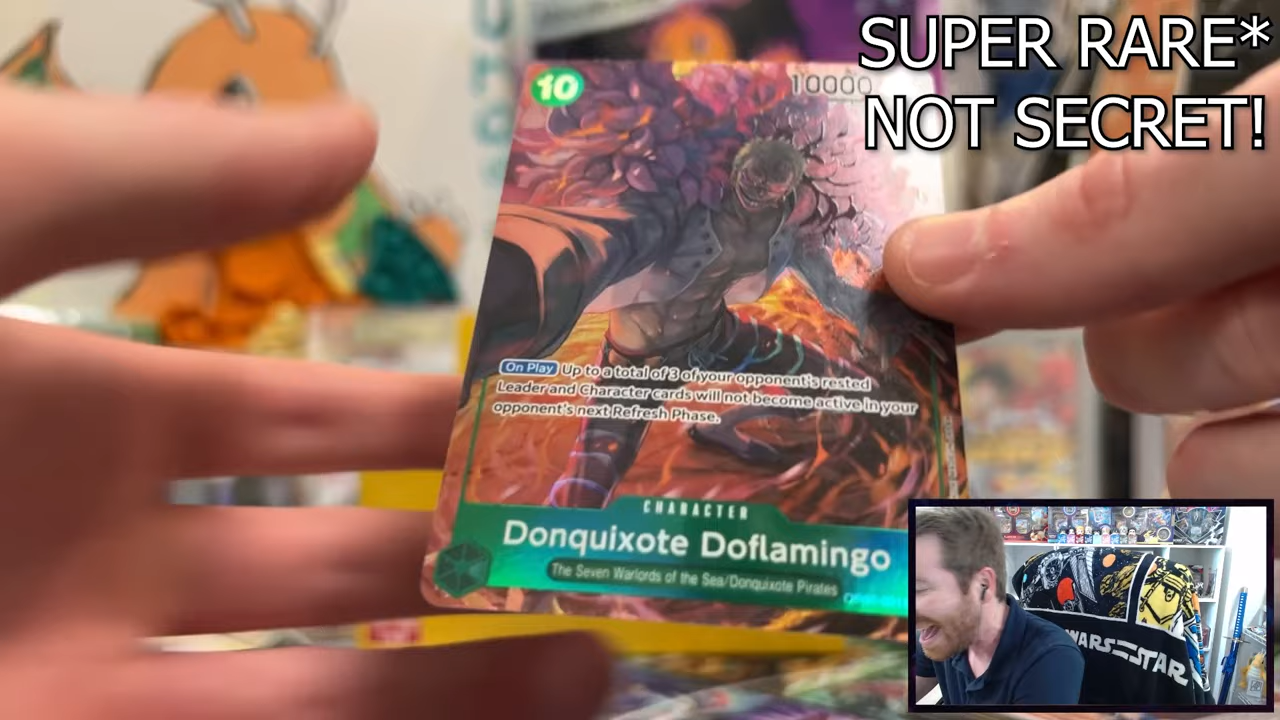 SUPER RARE*
NOT SECRET!
10
10000
On Play Up to a total of 3 of your opponent's rested
Leader and Character cards will not become active in your
opponent's next Refresh Phase.
CHARACTER
Donquixote Doflamingo
The Seven Warlords of the Sea/Donquixote Pirates
WARS
STAR